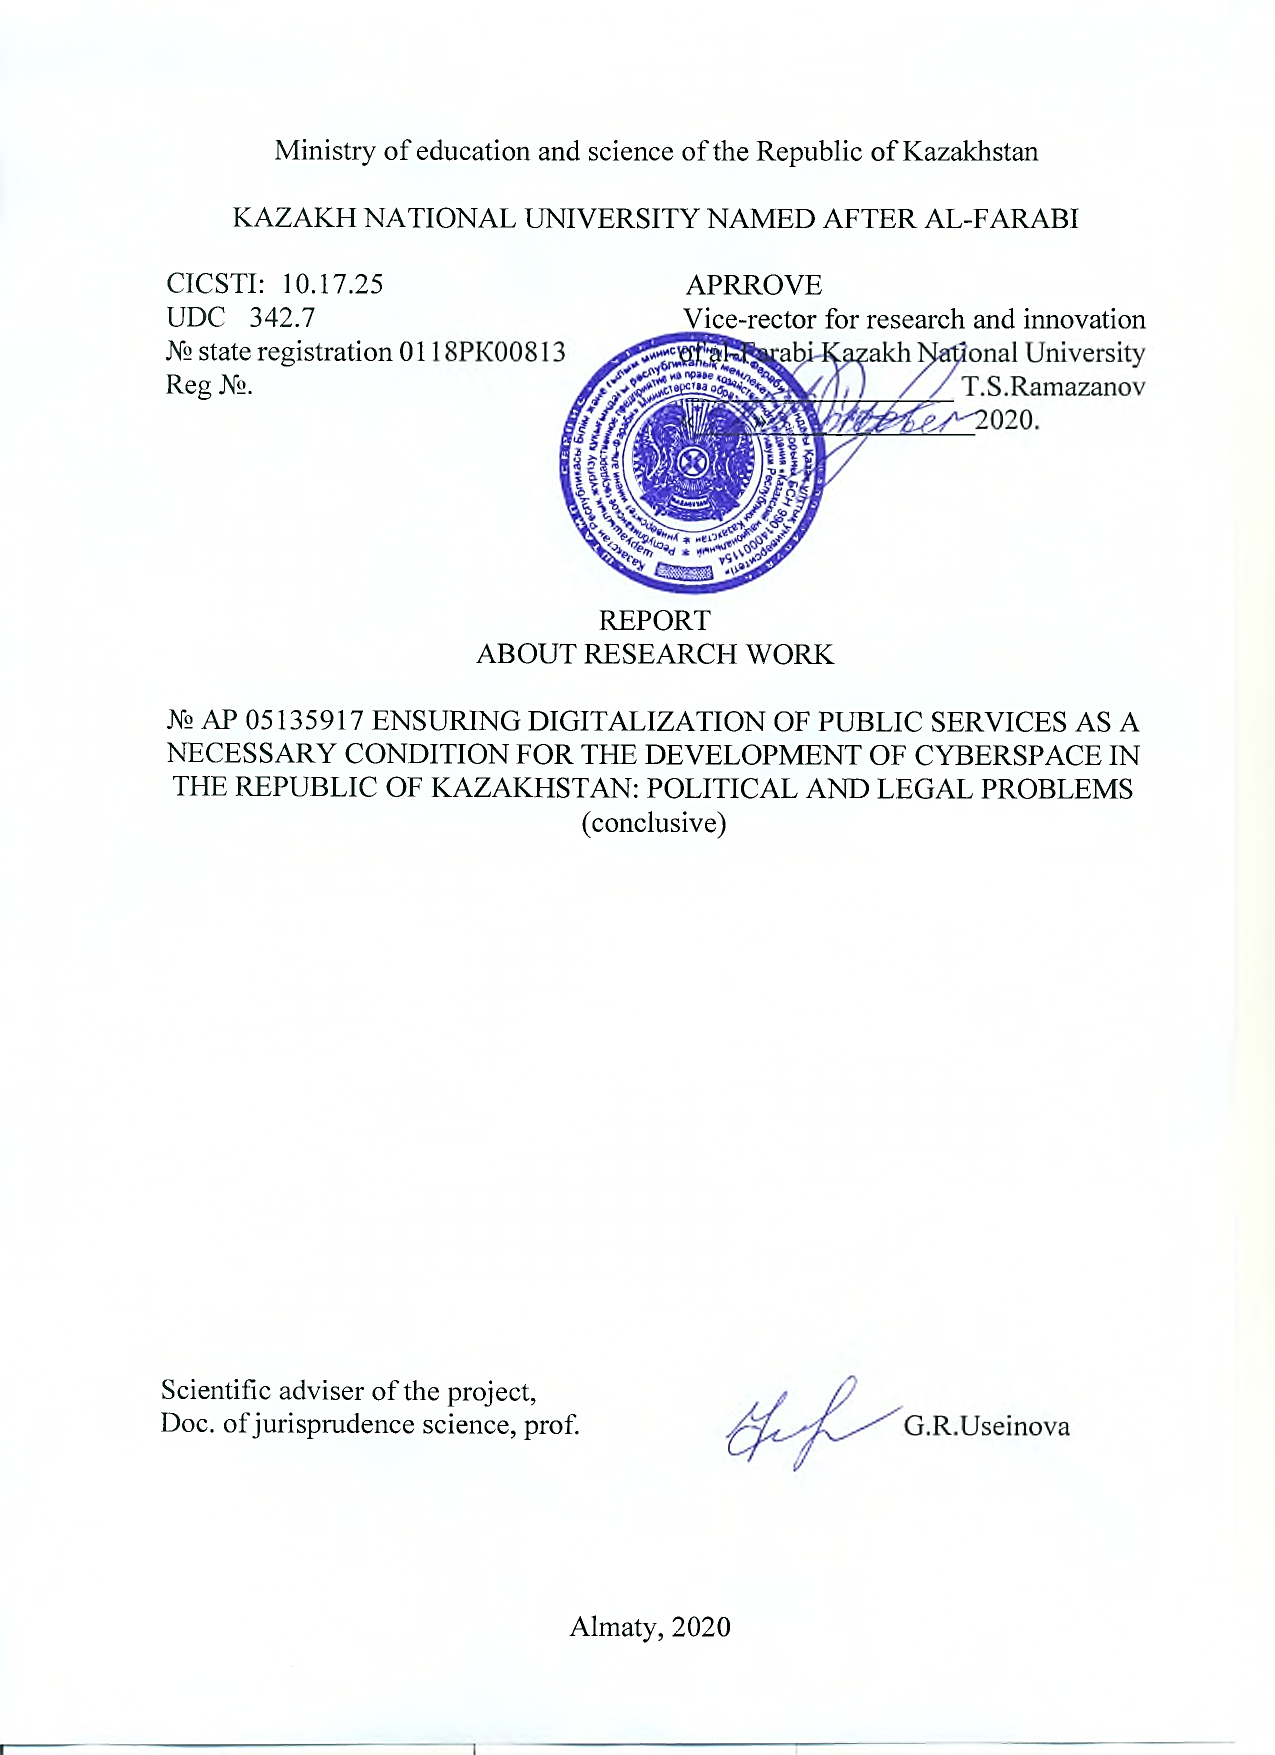 Ministry of education and science of the Republic of Kazakhstan
KAZAKH NATIONAL UNIVERSITY NAMED AFTER AL-FARABI
CICSTI: 10.17.25
APRROVE
UDC 342.7
Vice-rector for research and innovation
№ state registration 0118РК00813
of al-Farabi Kazakh National University
Reg №.
T.S.Ramazanov
2020.
REPORT
ABOUT RESEARCH WORK
№ AP 05135917 ENSURING DIGITALIZATION OF PUBLIC SERVICES AS A
NECESSARY CONDITION FOR THE DEVELOPMENT OF CYBERSPACE IN
THE REPUBLIC OF KAZAKHSTAN: POLITICAL AND LEGAL PROBLEMS
(conclusive)
Scientific adviser of the project,
Doc. of jurisprudence science, prof.
G.R.Useinova
Almaty, 2020